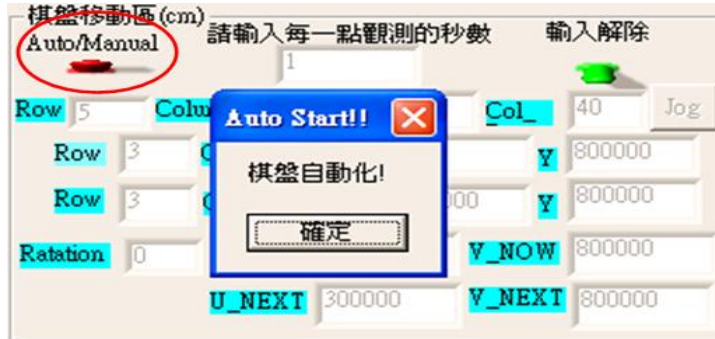 棋盤移動區(cm)
Auto/Manual 請輸入每一點觀測的秒數 輸入解除
1
Row 5 Colu Auto Start!! Col_ 40 Jog
Row 3 棋盤自動化! Y 800000
Row 3 00 Y 800000
確定
Ratation 0 V_NOW 800000
U_NEXT 300000 V_NEXT 800000